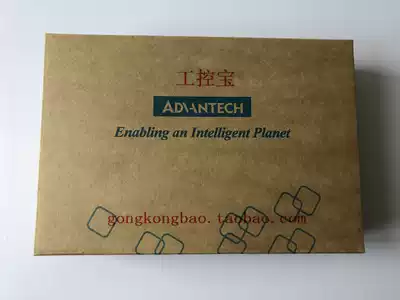 工控宝
ADVANTECH
Enabling an Intelligent Planet
gongkongbao.taobao.com